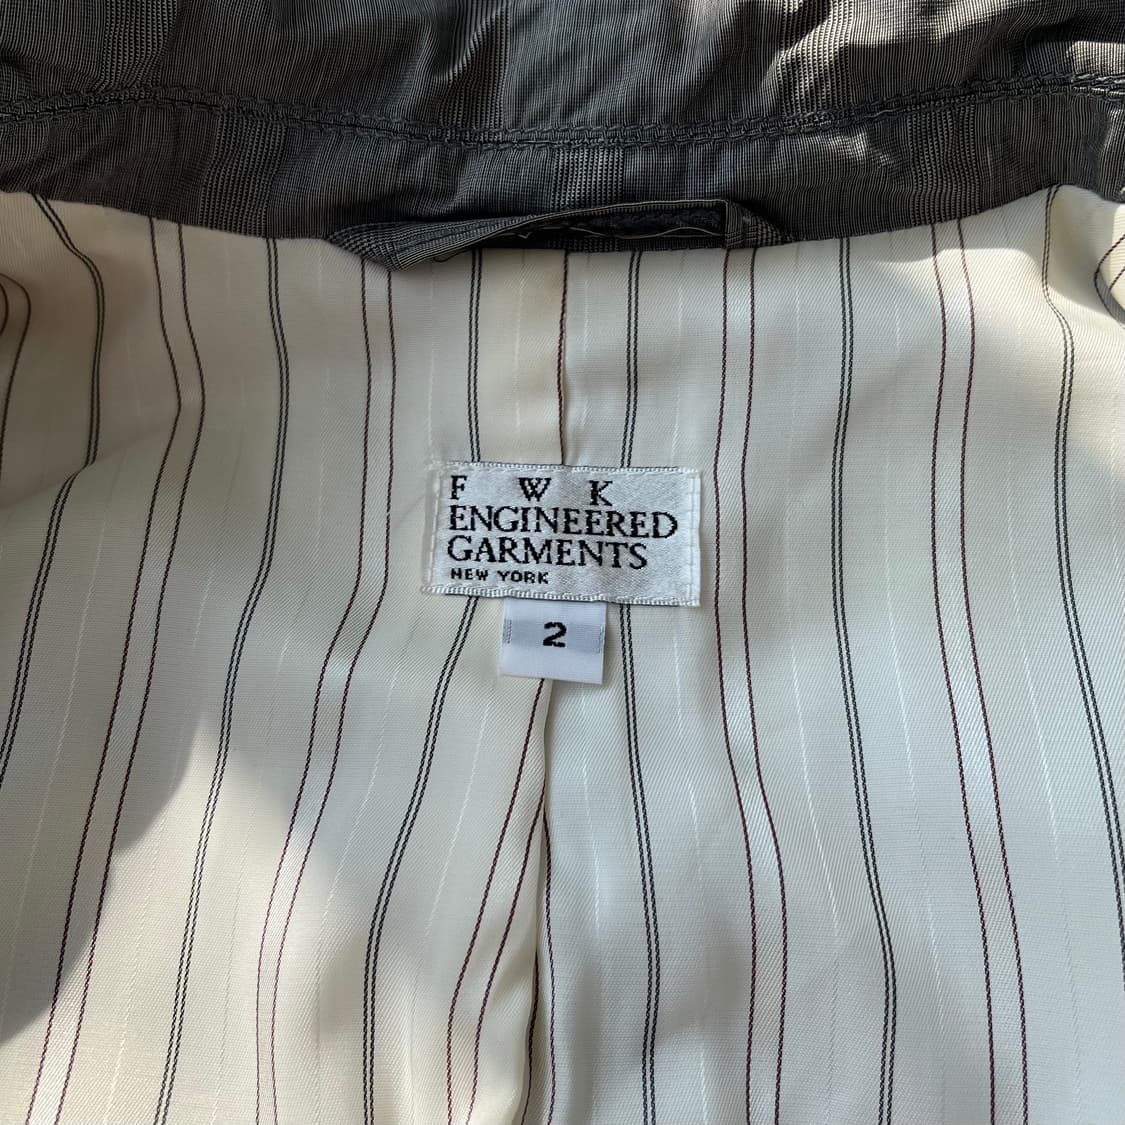 F W K
ENGINEERED
GARMENTS
NEW YORK
2